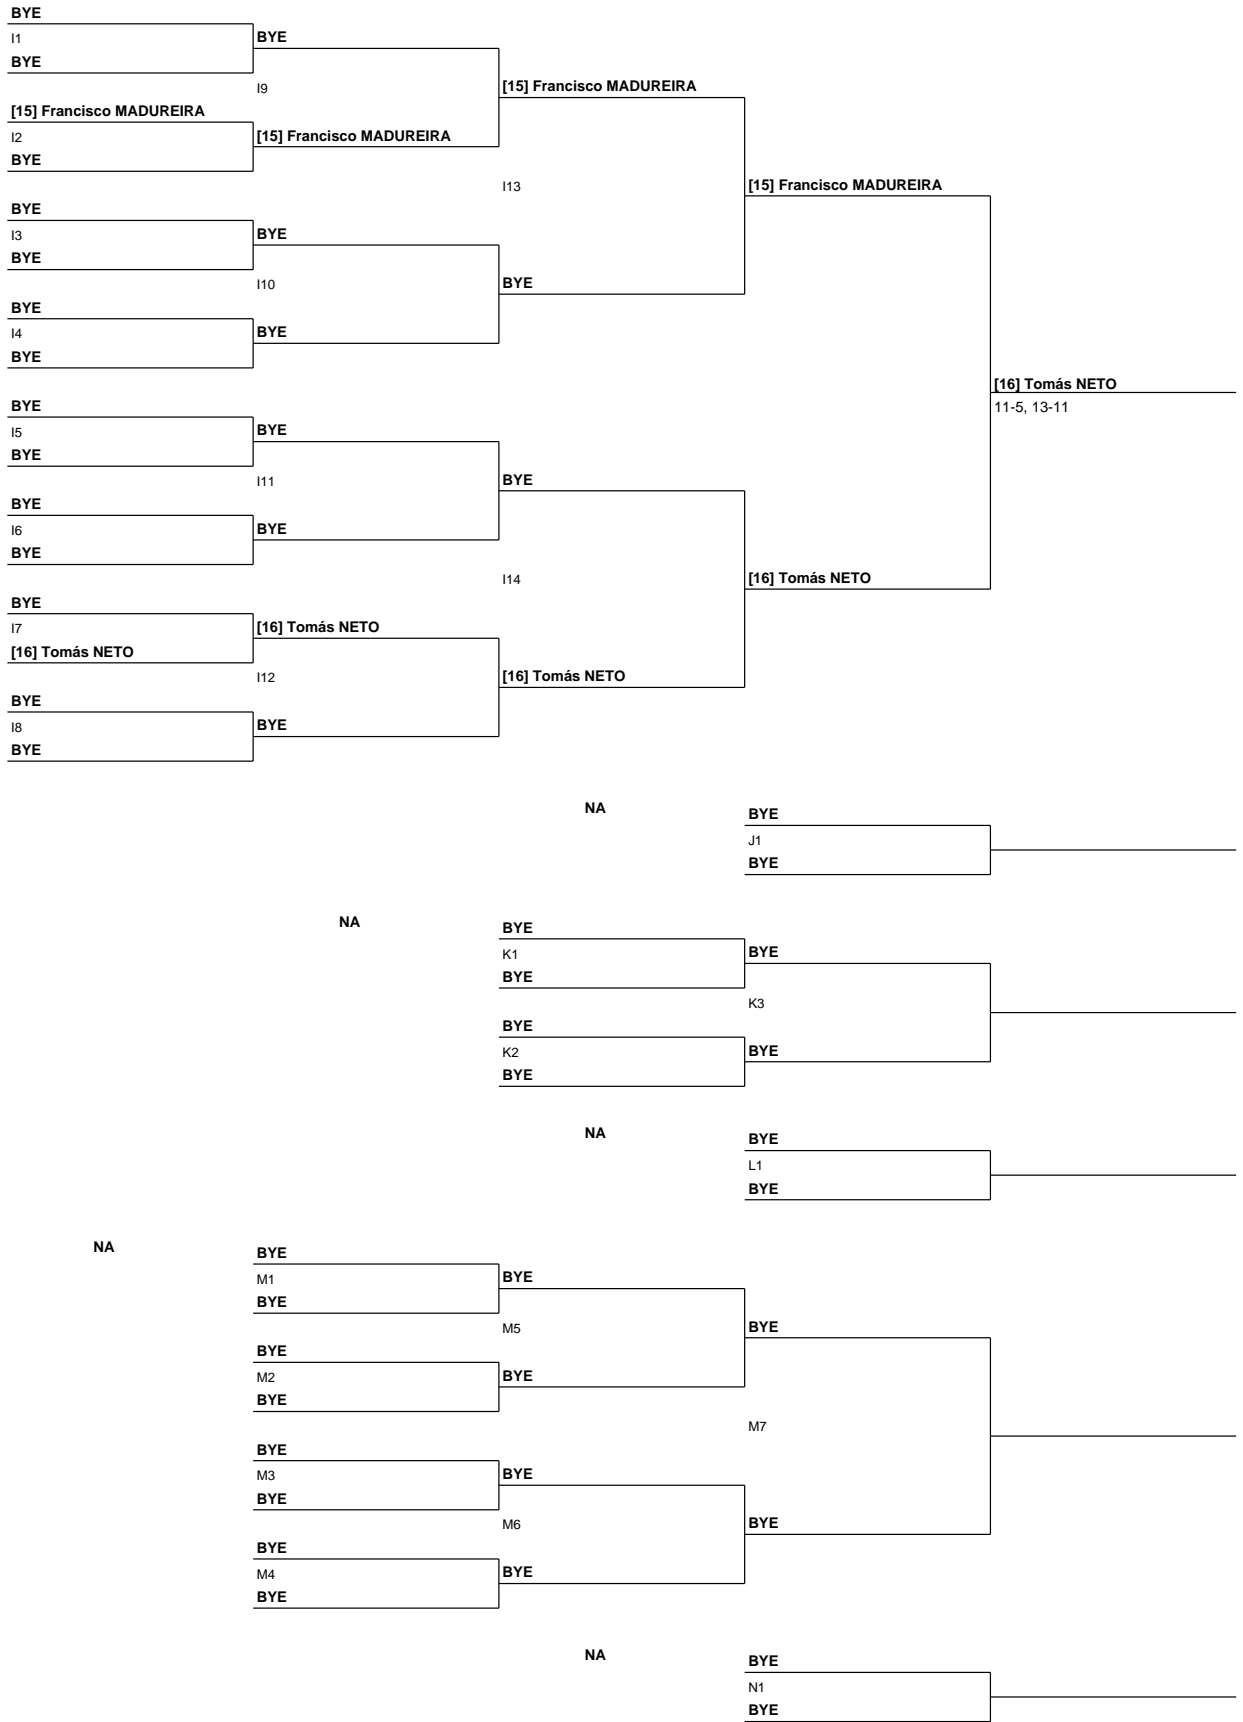 BYE
I1
BYE
BYE
I9
[15] Francisco MADUREIRA
[15] Francisco MADUREIRA
I2
[15] Francisco MADUREIRA
BYE
I13
[15] Francisco MADUREIRA
BYE
I3
BYE
BYE
I10
BYE
BYE
I4
BYE
BYE
[16] Tomás NETO
11-5, 13-11
BYE
I5
BYE
BYE
I11
BYE
BYE
I6
BYE
BYE
I14
[16] Tomás NETO
BYE
I7
[16] Tomás NETO
[16] Tomás NETO
I12
[16] Tomás NETO
BYE
I8
BYE
BYE
NA
BYE
J1
BYE
NA
BYE
K1
BYE
BYE
K3
BYE
K2
BYE
BYE
NA
BYE
L1
BYE
NA
BYE
M1
BYE
BYE
M5
BYE
BYE
M2
BYE
BYE
M7
BYE
M3
BYE
BYE
M6
BYE
BYE
M4
BYE
BYE
NA
BYE
N1
BYE